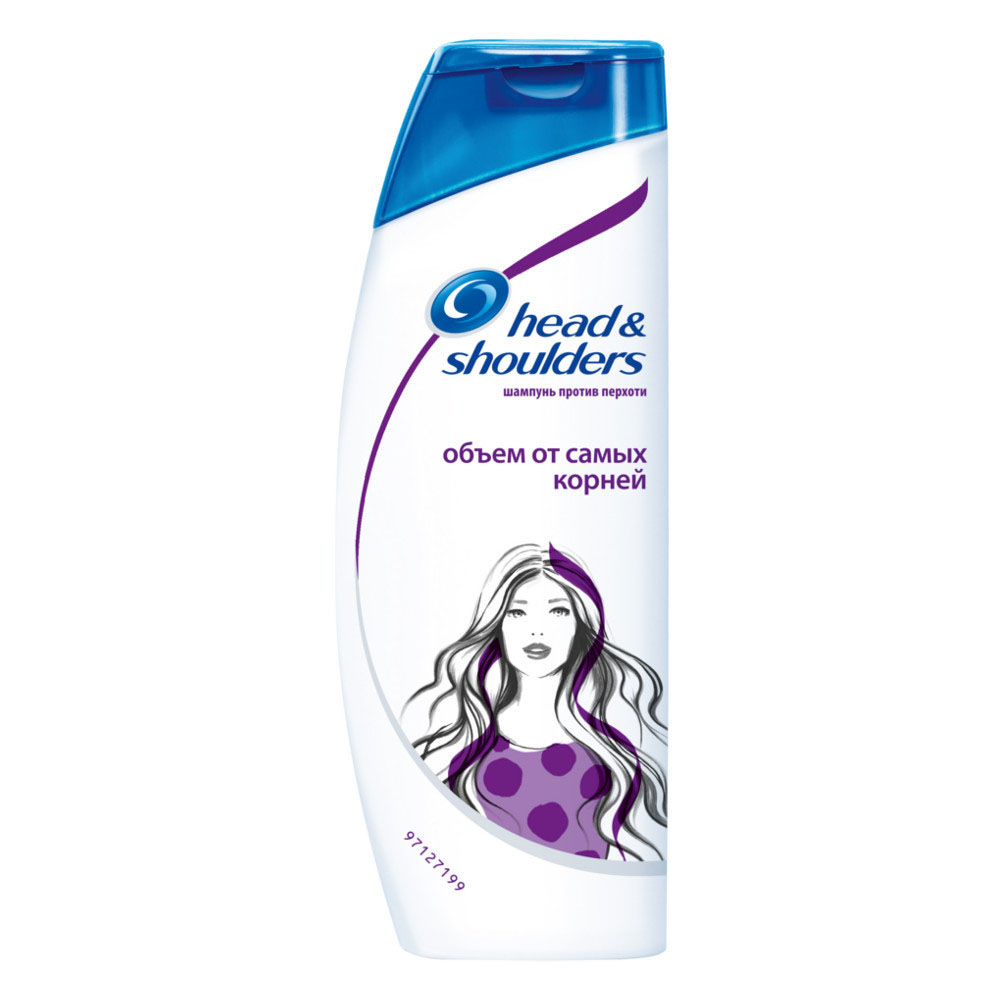 head &
shoulders
шампунь против перхоти
объем от самых
корней
97127199